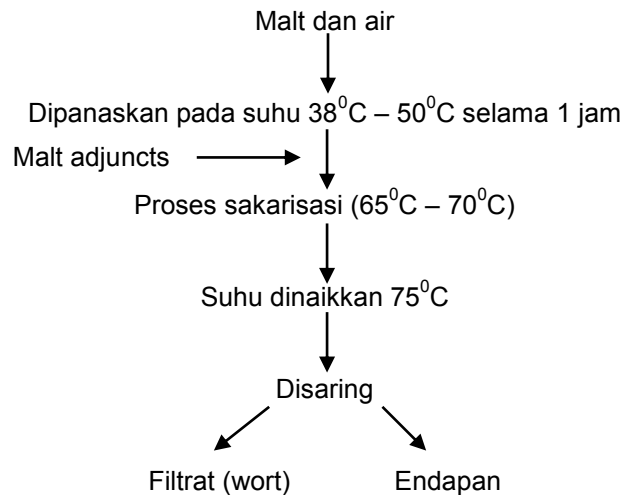 Malt dan air
Dipanaskan pada suhu 38⁰C – 50⁰C selama 1 jam
Malt adjuncts
Proses sakarisasi (65⁰C – 70⁰C)
Suhu dinaikkan 75⁰C
Disaring
Filtrat (wort) Endapan